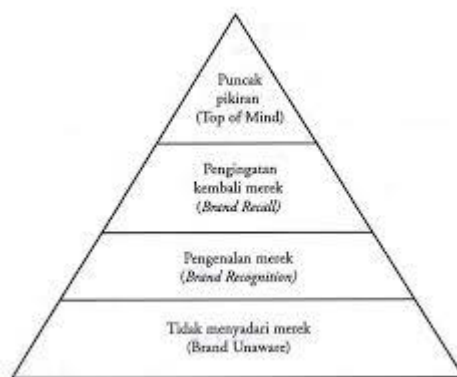 Puncak
pikiran
(Top of Mind)
Pengingatan
kembali merek
(Brand Recall)
Pengenalan merek
(Brand Recognition)
Tidak menyadari merek
(Brand Unaware)